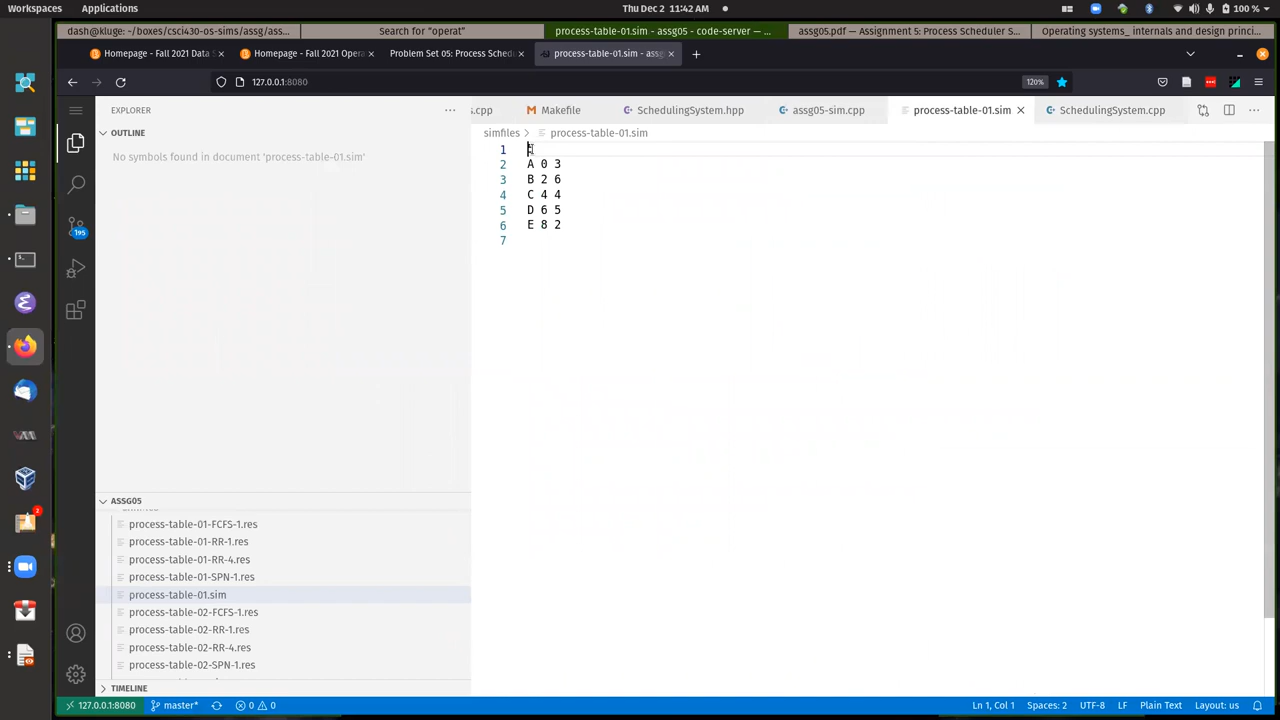 Workspaces Applications Thu Dec 2 11:42 AM 100 %
dash@kluge: ~/boxes/csci430-os-sims/assg/ass... Search for "operat" process-table-01.sim - assg05 - code-server — ... assg05.pdf — Assignment 5: Process Scheduler S... Operating systems_ internals and design princi...
Homepage - Fall 2021 Data S Homepage - Fall 2021 Opera Problem Set 05: Process Schedu process-table-01.sim - assg
127.0.0.1:8080 120%
EXPLORER s.cpp Makefile SchedulingSystem.hpp assg05-sim.cpp process-table-01.sim SchedulingSystem.cpp
OUTLINE simfiles > process-table-01.sim
No symbols found in document 'process-table-01.sim'
1
2 A 0 3
3 B 2 6
4 C 4 4
5 D 6 5
6 E 8 2
7
195
ASSG05
process-table-01-FCFS-1.res
process-table-01-RR-1.res
process-table-01-RR-4.res
process-table-01-SPN-1.res
process-table-01.sim
process-table-02-FCFS-1.res
process-table-02-RR-1.res
process-table-02-RR-4.res
process-table-02-SPN-1.res
TIMELINE
127.0.0.1:8080 master* 0 0 Ln 1, Col 1 Spaces: 2 UTF-8 LF Plain Text Layout: us